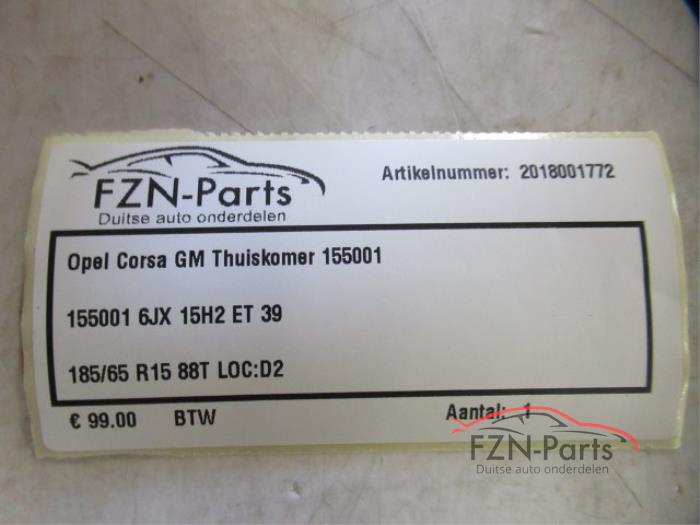 FZN-Parts
Duitse auto onderdelen
Artikelnummer: 2018001772
Opel Corsa GM Thuiskomer 155001
155001 6JX 15H2 ET 39
185/65 R15 88T LOC:D2
€ 99.00 BTW Aantal: 1
FZN-Parts
Duitse auto onderdelen